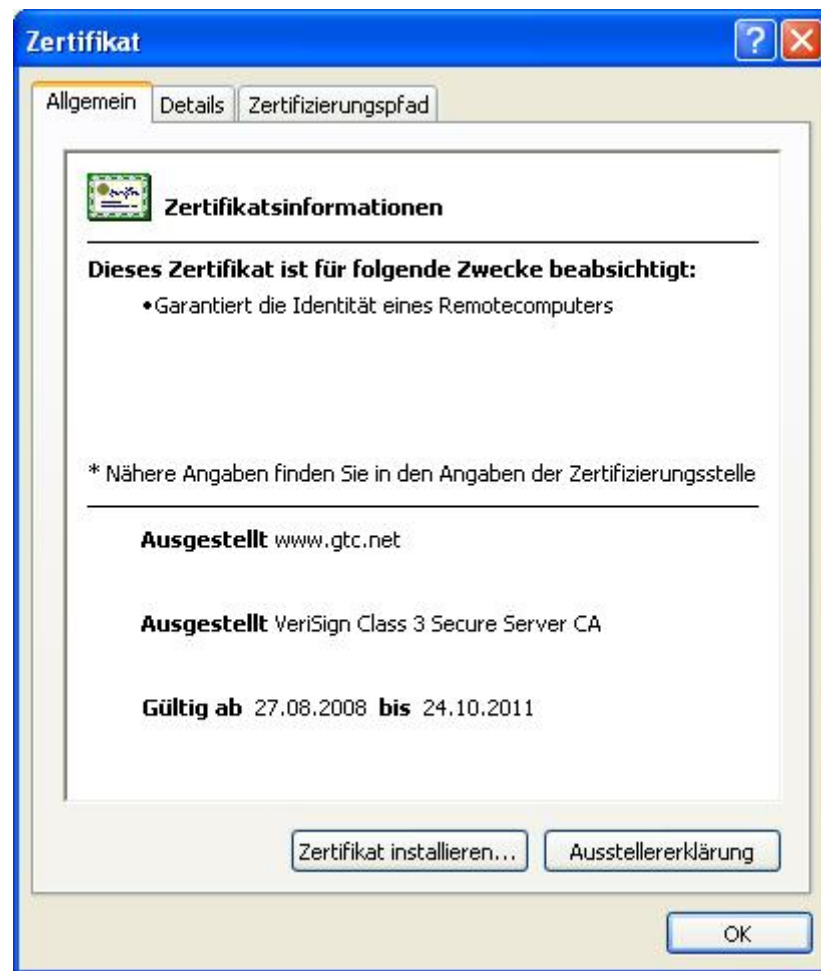 Zertifikat
Allgemein Details Zertifizierungspfad
Zertifikatsinformationen
Dieses Zertifikat ist für folgende Zwecke beabsichtigt:
•Garantiert die Identität eines Remotecomputers
* Nähere Angaben finden Sie in den Angaben der Zertifizierungsstelle
Ausgestellt www.gtc.net
Ausgestellt VeriSign Class 3 Secure Server CA
Gültig ab 27.08.2008 bis 24.10.2011
Zertifikat installieren... Ausstellererklärung
OK